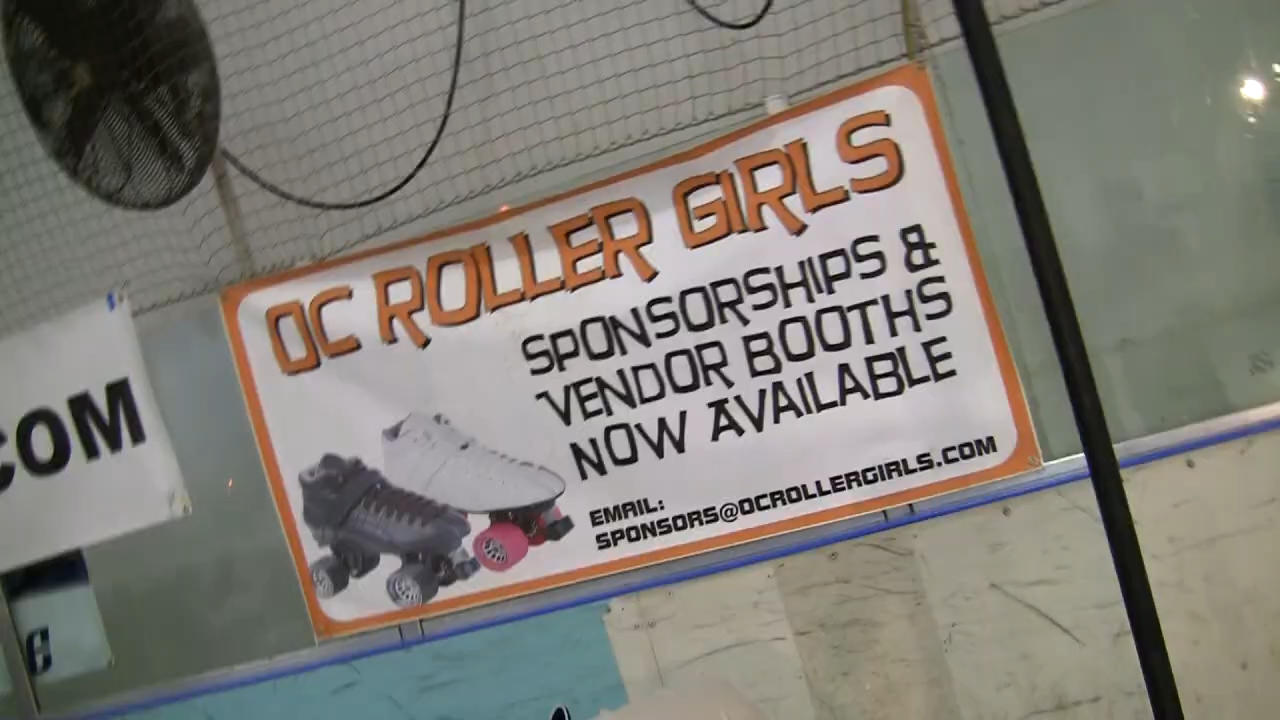 OC ROLLER GIRLS
SPONSORSHIPS &
VENDOR BOOTHS
NOW AVAILABLE
EMAIL:
SPONSORS@OCROLLERGIRLS.COM
COM